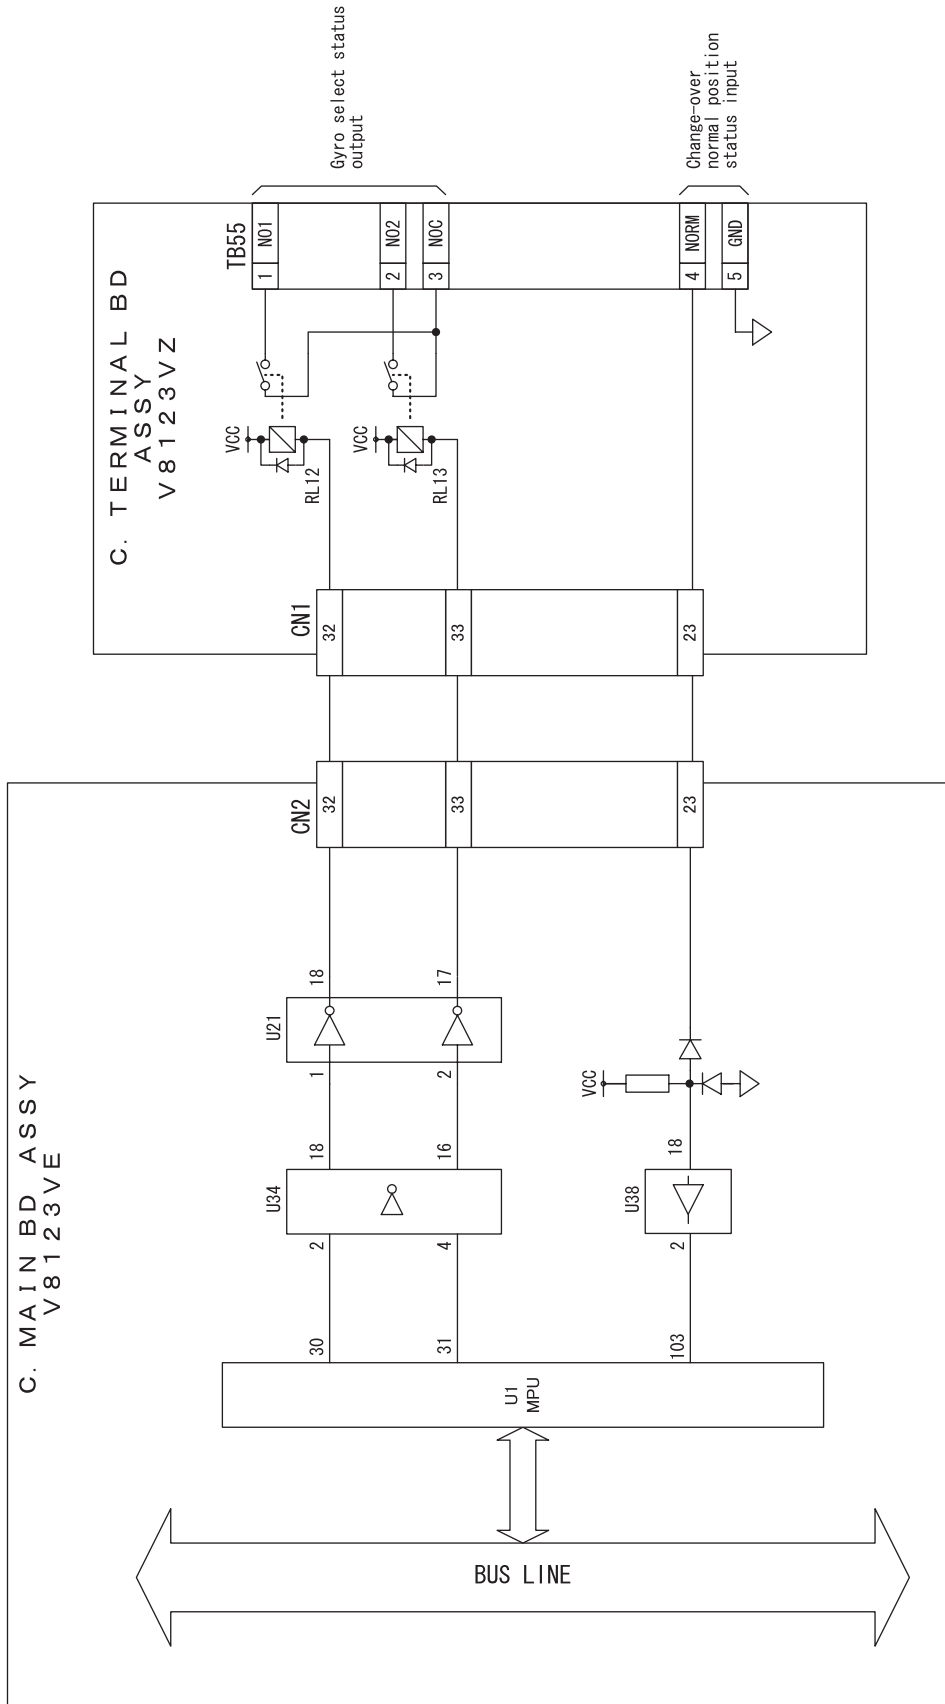 C. MAIN BD ASSY
V8123VE
C. TERMINAL BD
ASSY
V8123VZ
BUS LINE
U1
MPU
30
31
103
2
4
U34
18
16
2
U38
18
1
2
U21
18
17
VCC
CN2
32
33
23
CN1
32
33
23
VCC
RL12
VCC
RL13
TB55
1 NO1
2 NO2
3 NOC
4 NORM
5 GND
Gyro select status
output
Change-over
normal position
status input